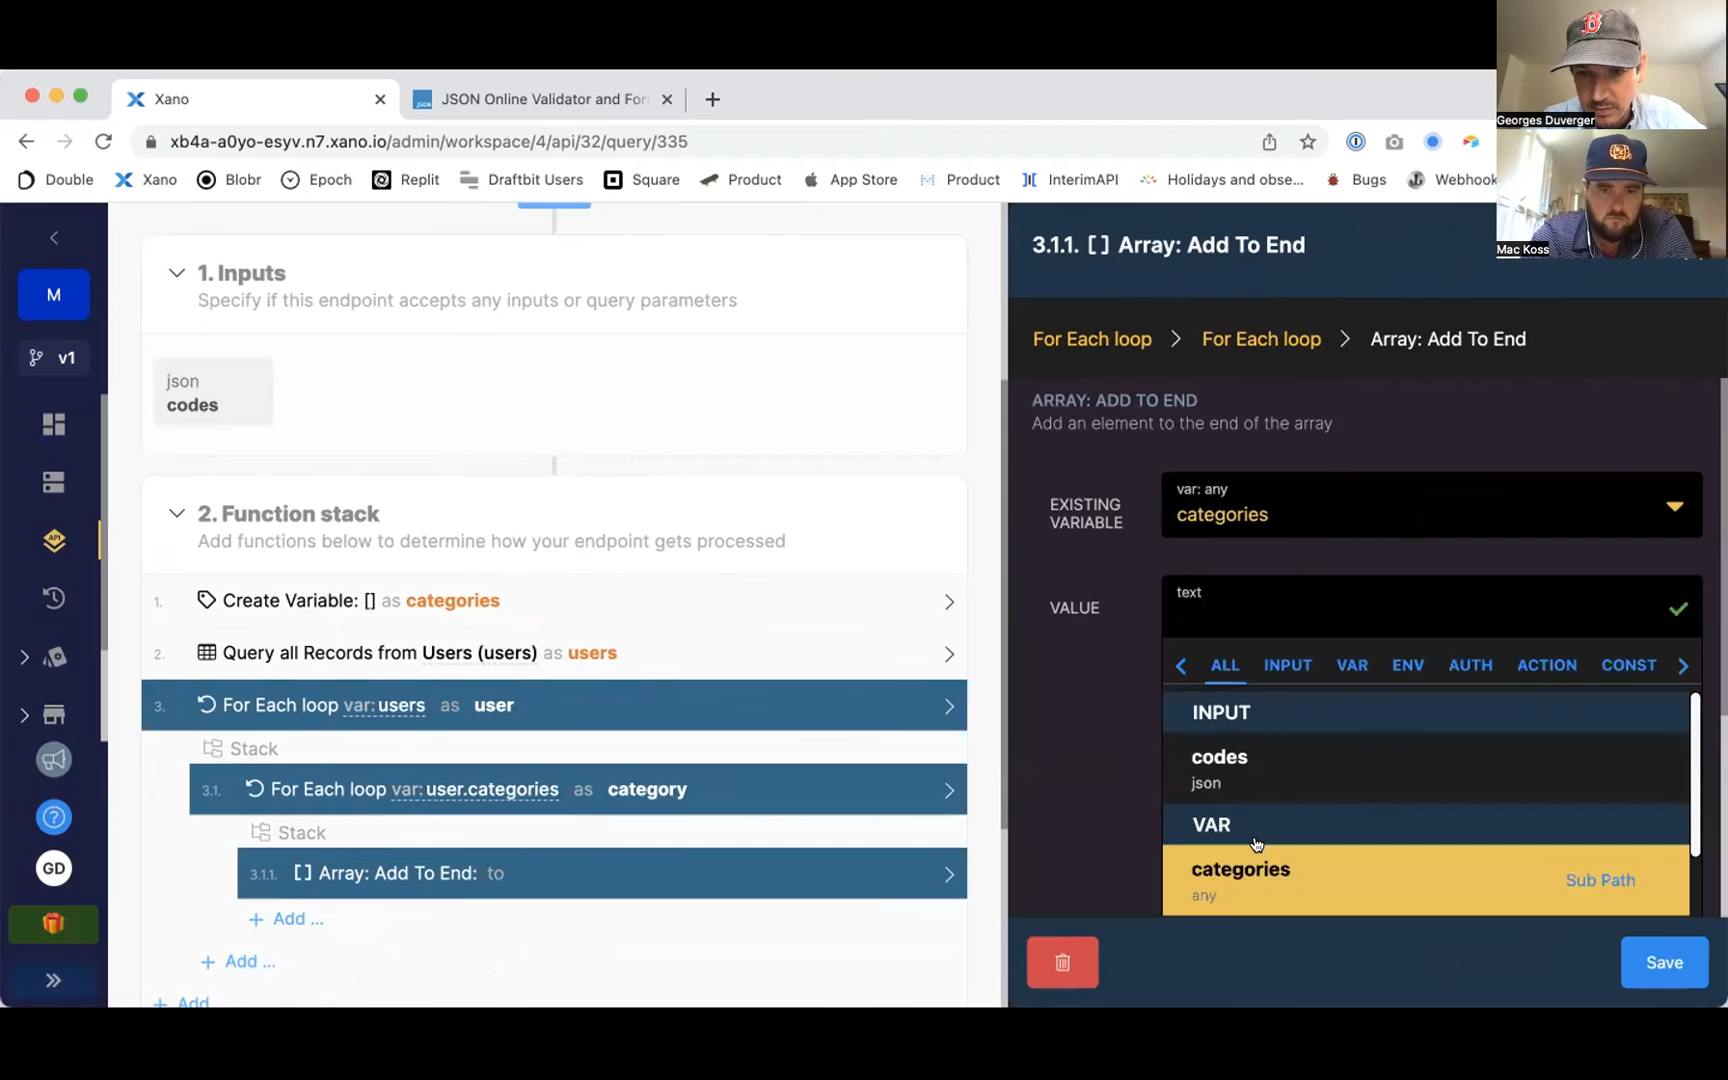 Xano
JSON Online Validator and For
xb4a-a0yo-esyv.n7.xano.io/admin/workspace/4/api/32/query/335
Double
Xano
Blobr
Epoch
Replit
Draftbit Users
Square
Product
App Store
Product
InterimAPI
Holidays and obse...
Bugs
Webhook
Georges Duverger
Mac Koss
M
v1
API
GD
1. Inputs
Specify if this endpoint accepts any inputs or query parameters
json
codes
2. Function stack
Add functions below to determine how your endpoint gets processed
1. Create Variable: [] as categories
2. Query all Records from Users (users) as users
3. For Each loop var: users as user
Stack
3.1. For Each loop var: user.categories as category
Stack
3.1.1. [] Array: Add To End: to
+ Add ...
+ Add ...
+ Add
3.1.1. [] Array: Add To End
For Each loop > For Each loop > Array: Add To End
ARRAY: ADD TO END
Add an element to the end of the array
EXISTING
VARIABLE
var: any
categories
VALUE
text
ALL INPUT VAR ENV AUTH ACTION CONST
INPUT
codes
json
VAR
categories
any
Sub Path
Save